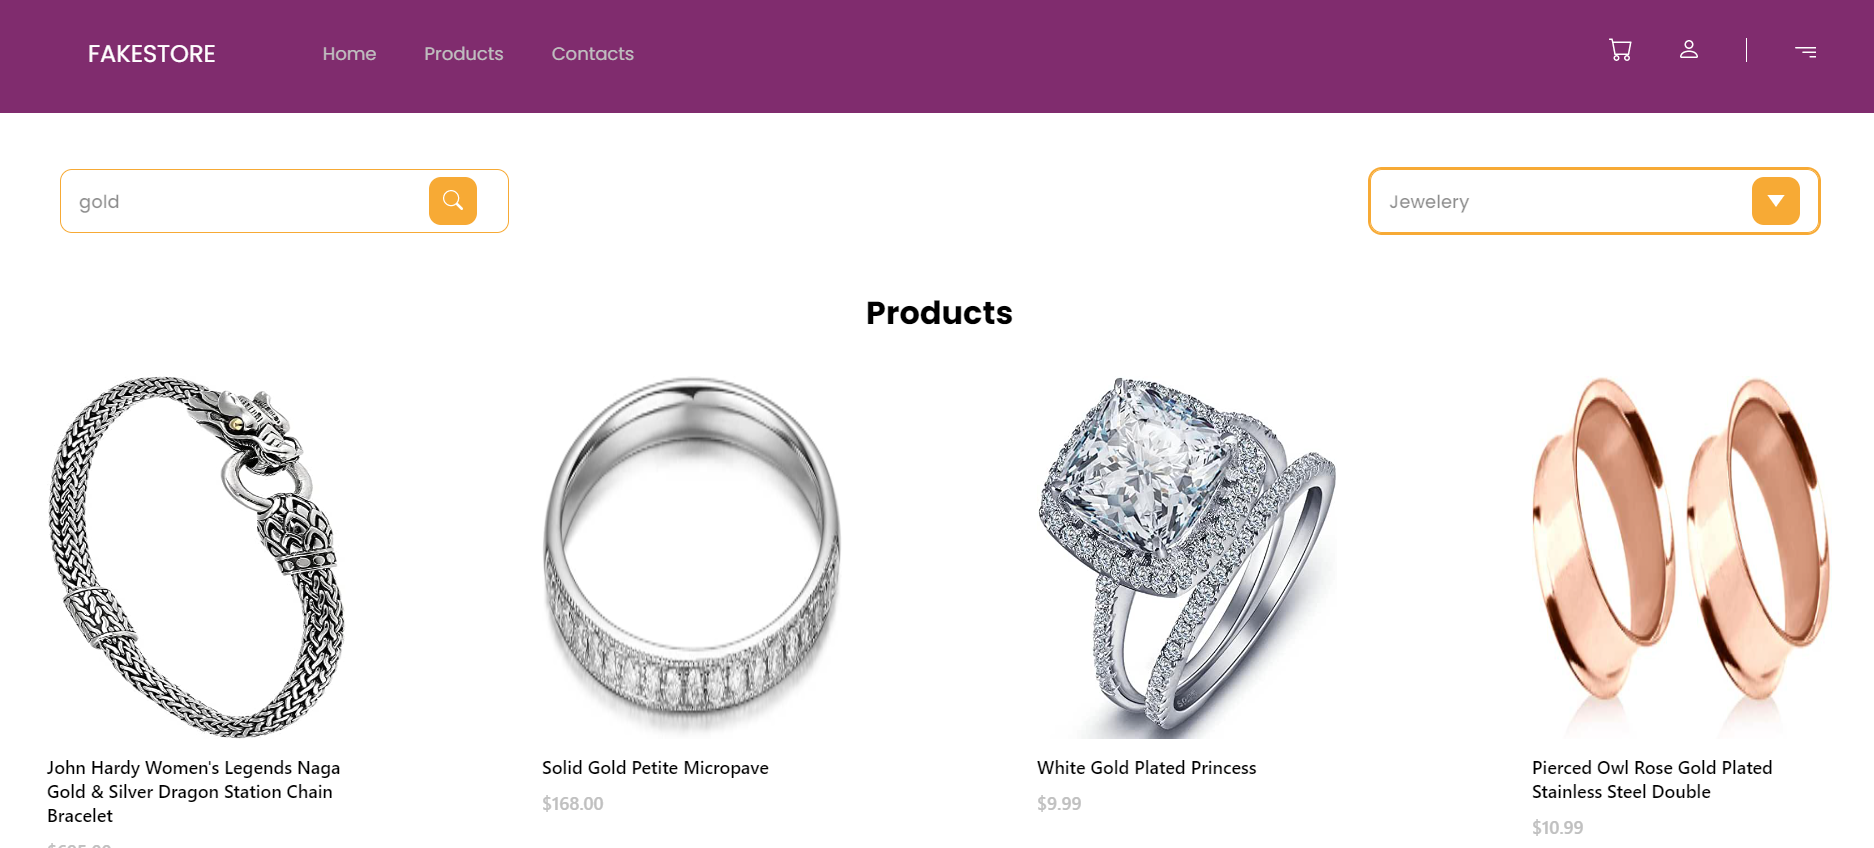 FAKESTORE
Home
Products
Contacts
gold
Jewelery
Products
John Hardy Women's Legends Naga
Gold & Silver Dragon Station Chain
Bracelet
Solid Gold Petite Micropave
$168.00
White Gold Plated Princess
$9.99
Pierced Owl Rose Gold Plated
Stainless Steel Double
$10.99